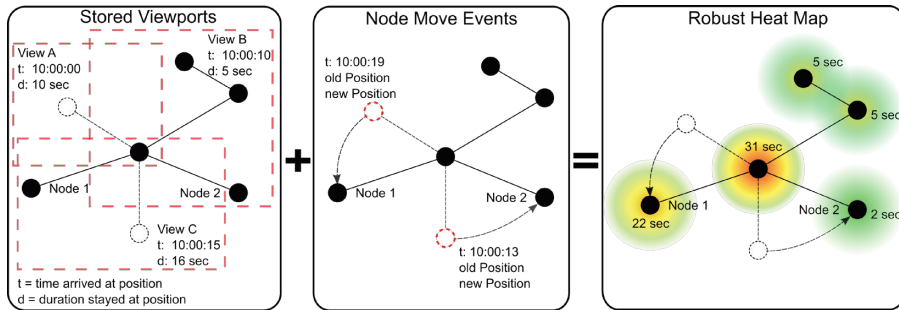 Stored Viewports
View A
t: 10:00:00
d: 10 sec
View B
t: 10:00:10
d: 5 sec
Node 1
Node 2
View C
t: 10:00:15
d: 16 sec
t = time arrived at position
d = duration stayed at position
+
Node Move Events
t: 10:00:19
old Position
new Position
Node 1
Node 2
t: 10:00:13
old Position
new Position
=
Robust Heat Map
5 sec
5 sec
31 sec
Node 1
22 sec
Node 2
2 sec